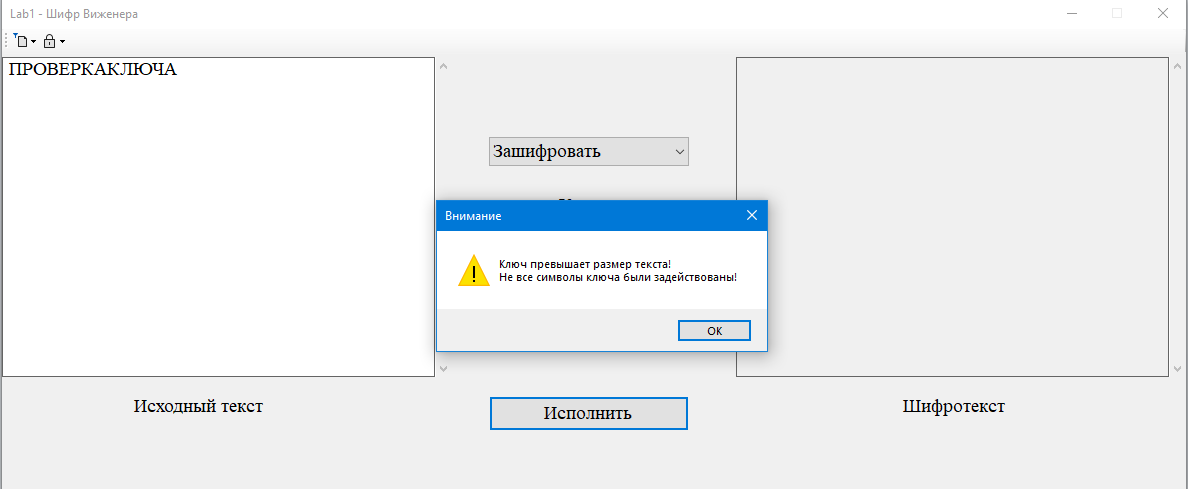 Lab1 - Шифр Виженера
ПРОВЕРКАКЛЮЧА
Зашифровать
Внимание
Ключ превышает размер текста!
Не все символы ключа были задействованы!
OK
Исходный текст
Исполнить
Шифротекст